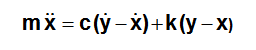 m ẍ = c(ẏ − ẋ) + k(y − x)